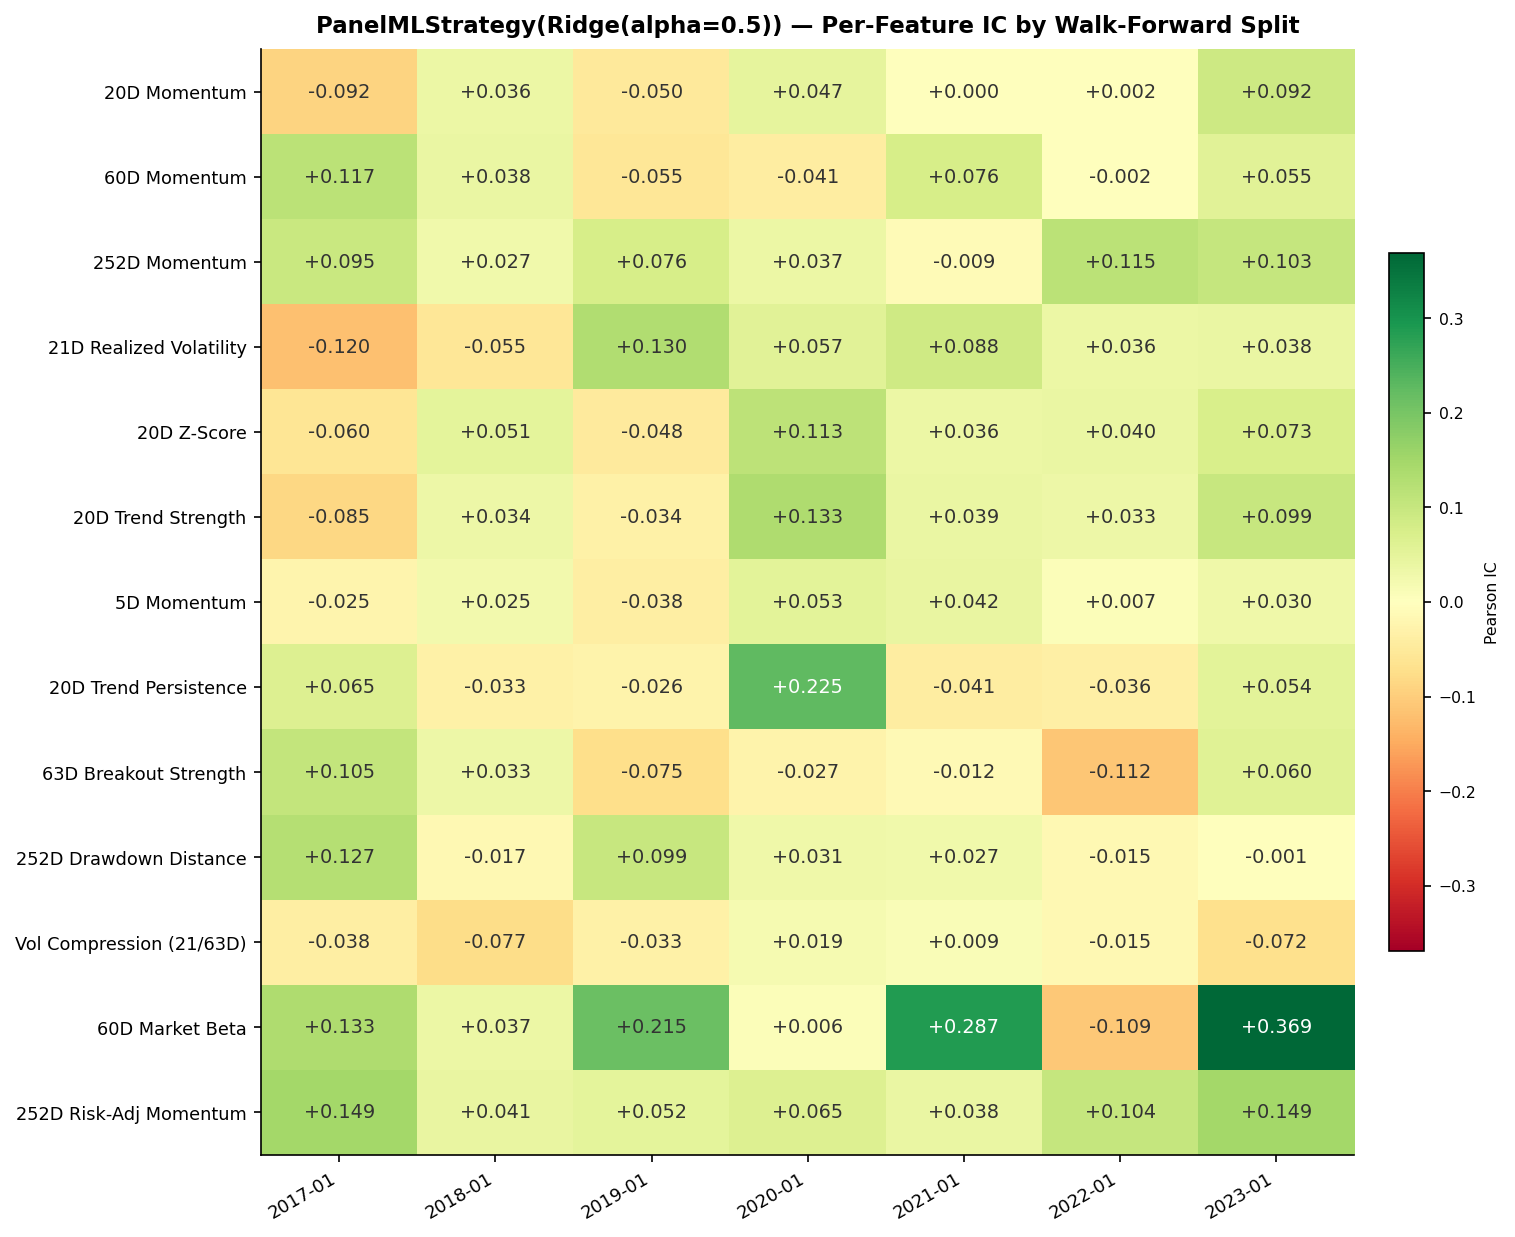 PanelMLStrategy(Ridge(alpha=0.5)) — Per-Feature IC by Walk-Forward Split
20D Momentum -0.092 +0.036 -0.050 +0.047 +0.000 +0.002 +0.092
60D Momentum +0.117 +0.038 -0.055 -0.041 +0.076 -0.002 +0.055
252D Momentum +0.095 +0.027 +0.076 +0.037 -0.009 +0.115 +0.103
21D Realized Volatility -0.120 -0.055 +0.130 +0.057 +0.088 +0.036 +0.038
20D Z-Score -0.060 +0.051 -0.048 +0.113 +0.036 +0.040 +0.073
20D Trend Strength -0.085 +0.034 -0.034 +0.133 +0.039 +0.033 +0.099
5D Momentum -0.025 +0.025 -0.038 +0.053 +0.042 +0.007 +0.030
20D Trend Persistence +0.065 -0.033 -0.026 +0.225 -0.041 -0.036 +0.054
63D Breakout Strength +0.105 +0.033 -0.075 -0.027 -0.012 -0.112 +0.060
252D Drawdown Distance +0.127 -0.017 +0.099 +0.031 +0.027 -0.015 -0.001
Vol Compression (21/63D) -0.038 -0.077 -0.033 +0.019 +0.009 -0.015 -0.072
60D Market Beta +0.133 +0.037 +0.215 +0.006 +0.287 -0.109 +0.369
252D Risk-Adj Momentum +0.149 +0.041 +0.052 +0.065 +0.038 +0.104 +0.149
2017-01 2018-01 2019-01 2020-01 2021-01 2022-01 2023-01
0.3
0.2
0.1
0.0
−0.1
−0.2
−0.3
Pearson IC